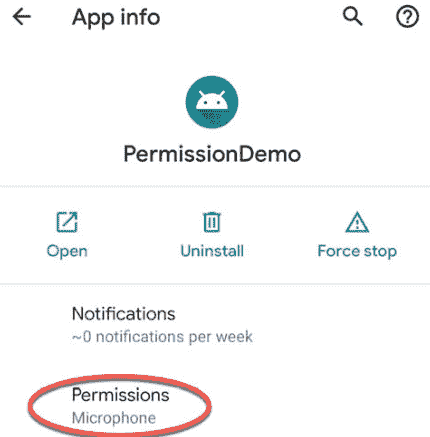 App info
PermissionDemo
Open Uninstall Force stop
Notifications
~0 notifications per week
Permissions
Microphone